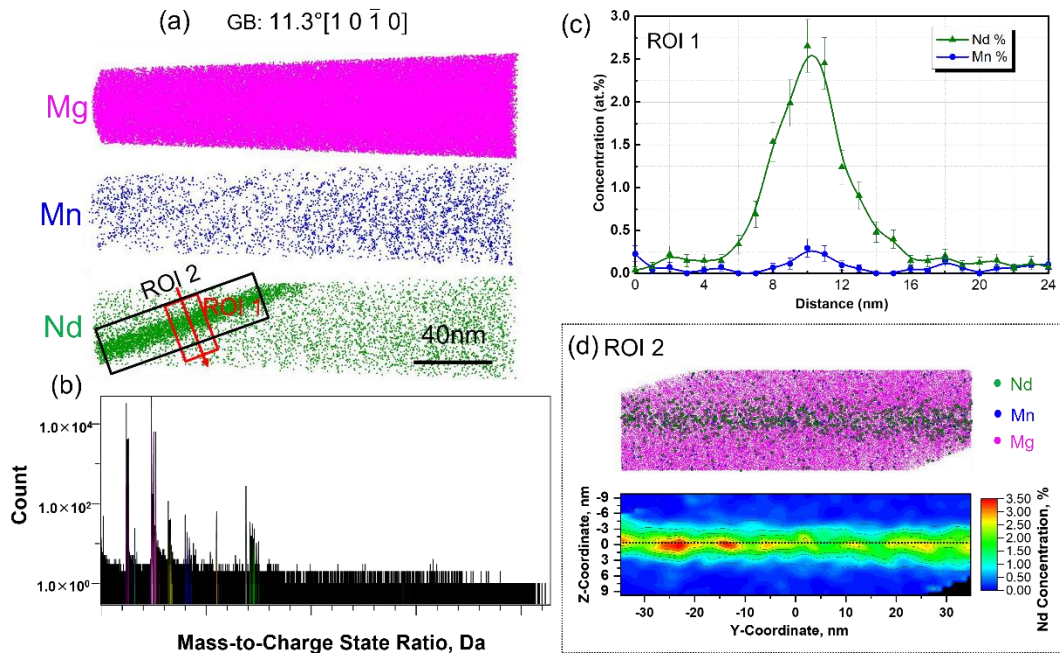 (a)
GB: 11.3°[1 0 1̄ 0]
Mg
Mn
Nd
ROI 2
ROI 1
40nm
(b)
1.0×10⁴
1.0×10²
1.0×10⁰
Count
Mass-to-Charge State Ratio, Da
(c)
ROI 1
Nd %
Mn %
3.0
2.5
2.0
1.5
1.0
0.5
0.0
Concentration (at.%)
0 4 8 12 16 20 24
Distance (nm)
(d) ROI 2
Nd
Mn
Mg
-9
-6
-3
0
3
6
9
Z-Coordinate, nm
-30 -20 -10 0 10 20 30
Y-Coordinate, nm
3.50
3.00
2.50
2.00
1.50
1.00
0.50
0.00
Nd Concentration, %